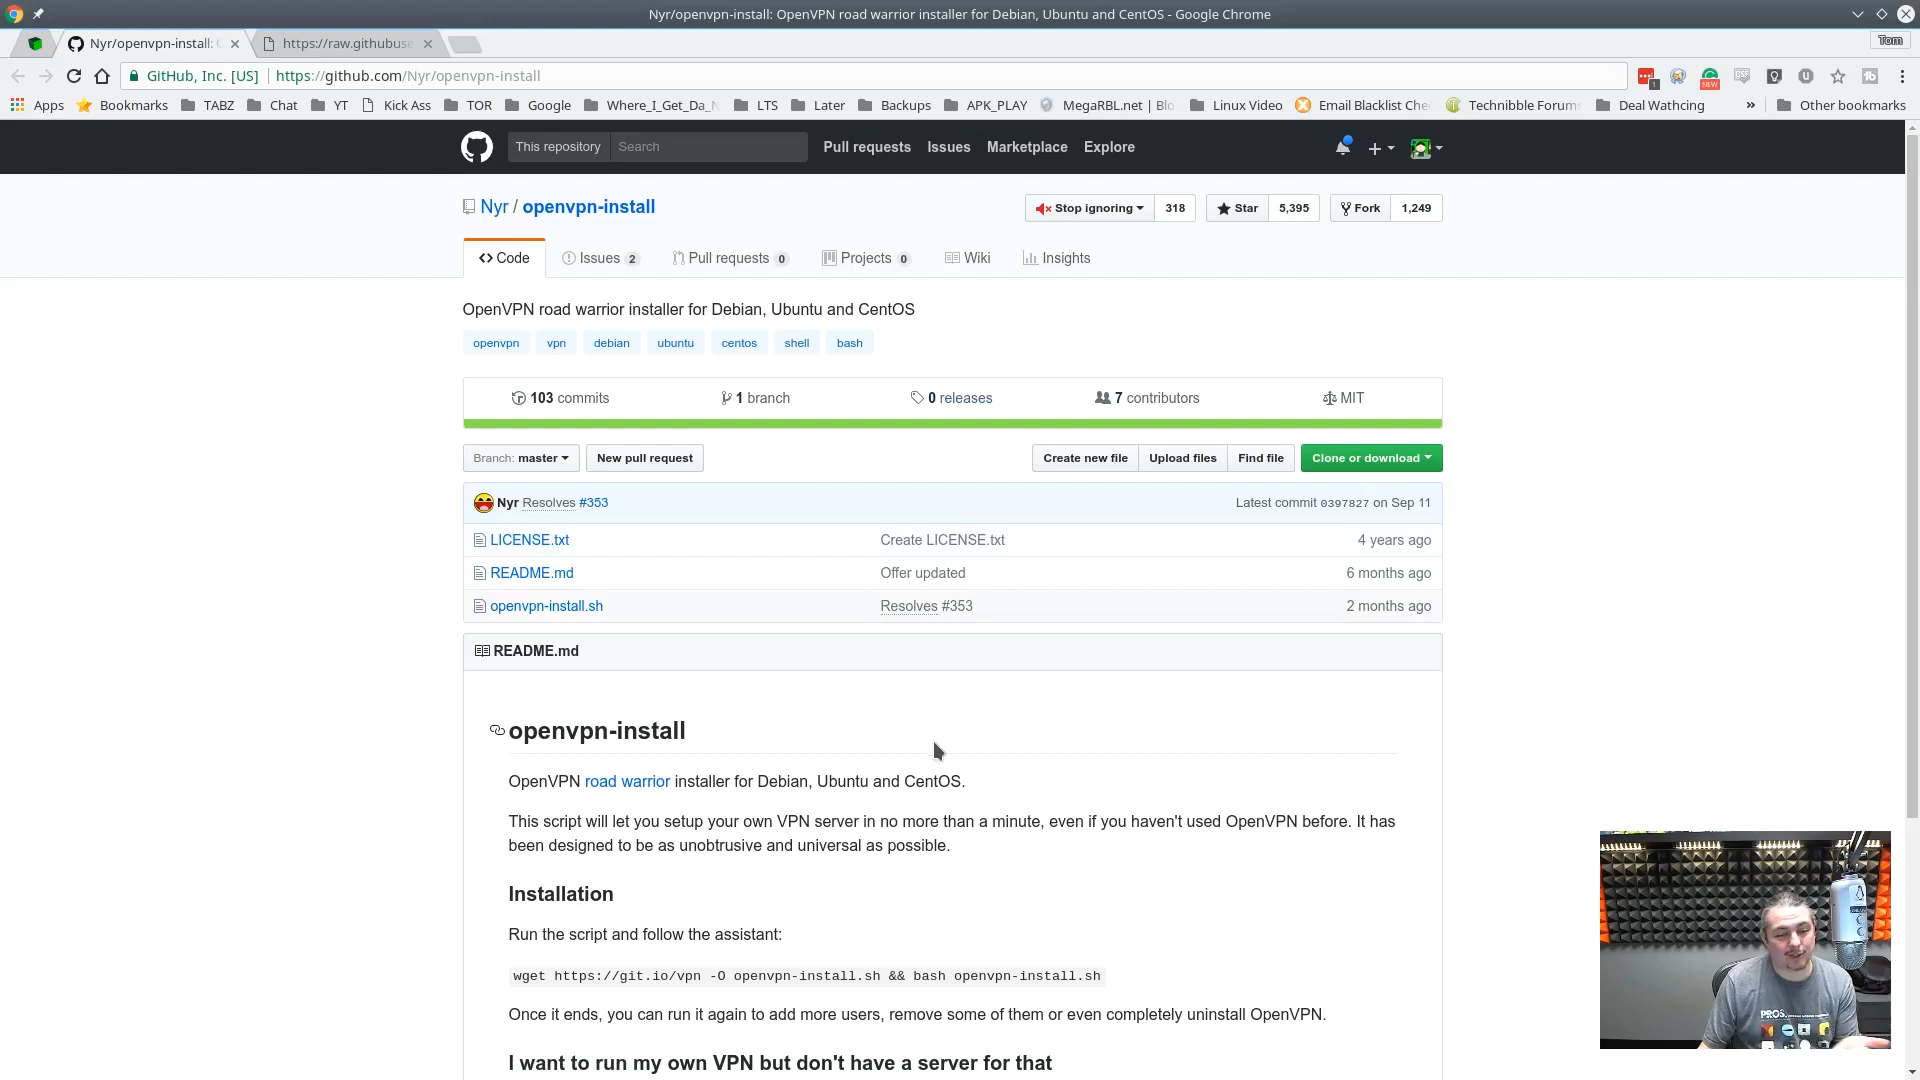 Nyr/openvpn-install: OpenVPN road warrior installer for Debian, Ubuntu and CentOS - Google Chrome
Nyr/openvpn-install:
https://raw.githubuse
Tom
GitHub, Inc. [US]
https://github.com/Nyr/openvpn-install
Apps
Bookmarks
TABZ
Chat
YT
Kick Ass
TOR
Google
Where_I_Get_Da_
LTS
Later
Backups
APK_PLAY
MegaRBL.net | Blo
Linux Video
Email Blacklist Che
Technibble Forum
Deal Wathcing
»
Other bookmarks
This repository
Search
Pull requests
Issues
Marketplace
Explore
Nyr / openvpn-install
Stop ignoring
318
Star
5,395
Fork
1,249
Code
Issues 2
Pull requests 0
Projects 0
Wiki
Insights
OpenVPN road warrior installer for Debian, Ubuntu and CentOS
openvpn
vpn
debian
ubuntu
centos
shell
bash
103 commits
1 branch
0 releases
7 contributors
MIT
Branch: master
New pull request
Create new file
Upload files
Find file
Clone or download
Nyr Resolves #353
Latest commit 0397827 on Sep 11
LICENSE.txt
Create LICENSE.txt
4 years ago
README.md
Offer updated
6 months ago
openvpn-install.sh
Resolves #353
2 months ago
README.md
openvpn-install
OpenVPN road warrior installer for Debian, Ubuntu and CentOS.
This script will let you setup your own VPN server in no more than a minute, even if you haven't used OpenVPN before. It has
been designed to be as unobtrusive and universal as possible.
Installation
Run the script and follow the assistant:
wget https://git.io/vpn -O openvpn-install.sh && bash openvpn-install.sh
Once it ends, you can run it again to add more users, remove some of them or even completely uninstall OpenVPN.
I want to run my own VPN but don't have a server for that
PROS.